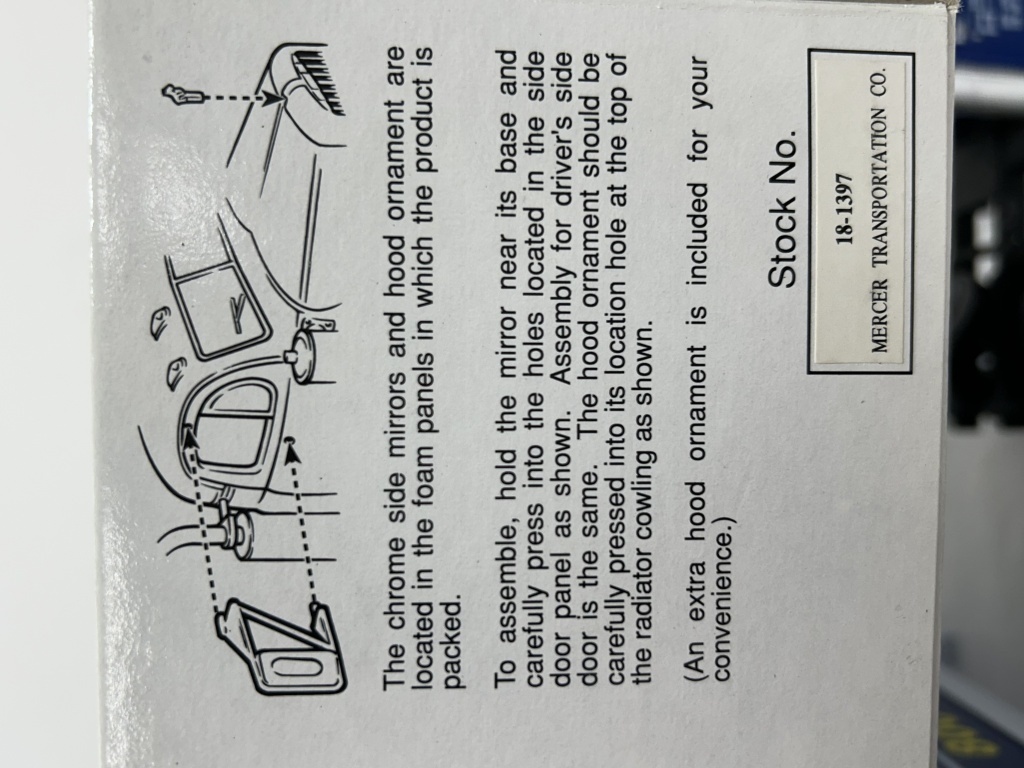 The chrome side mirrors and hood ornament are
located in the foam panels in which the product is
packed.
To assemble, hold the mirror near its base and
carefully press into the holes located in the side
door panel as shown. Assembly for driver's side
door is the same. The hood ornament should be
carefully pressed into its location hole at the top of
the radiator cowling as shown.
(An extra hood ornament is included for your
convenience.)
Stock No.
18-1397
MERCER TRANSPORTATION CO.